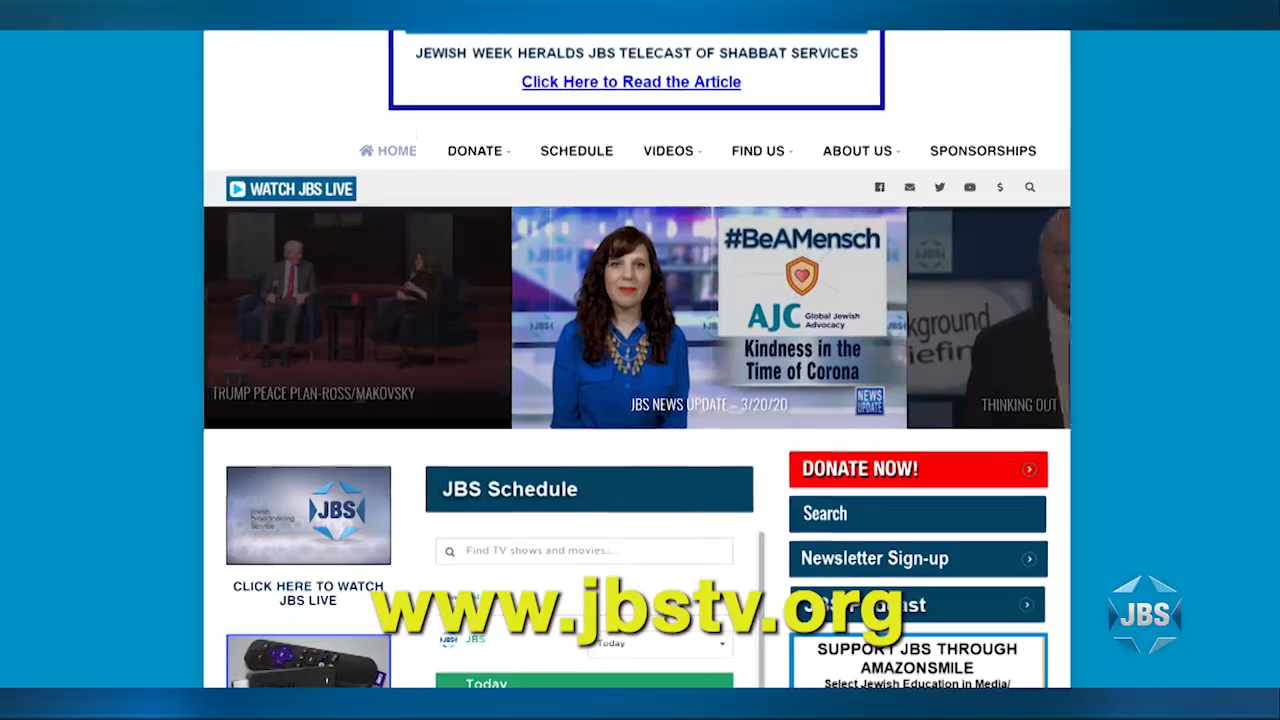 JEWISH WEEK HERALDS JBS TELECAST OF SHABBAT SERVICES
Click Here to Read the Article
HOME DONATE SCHEDULE VIDEOS FIND US ABOUT US SPONSORSHIPS
WATCH JBS LIVE
#BeAMensch
AJC Global Jewish
Advocacy
Kindness in the
Time of Corona
TRUMP PEACE PLAN-ROSS/MAKOVSKY
JBS NEWS UPDATE – 3/20/20
NEWS
UPDATE
THINKING OUT
JBS
Jewish
Broadcasting
Service
CLICK HERE TO WATCH
JBS LIVE
JBS Schedule
Find TV shows and movies...
JBS
Today
Today
DONATE NOW!
Search
Newsletter Sign-up
SUPPORT JBS THROUGH
AMAZONSMILE
Select Jewish Education in Media/
www.jbstv.org
JBS